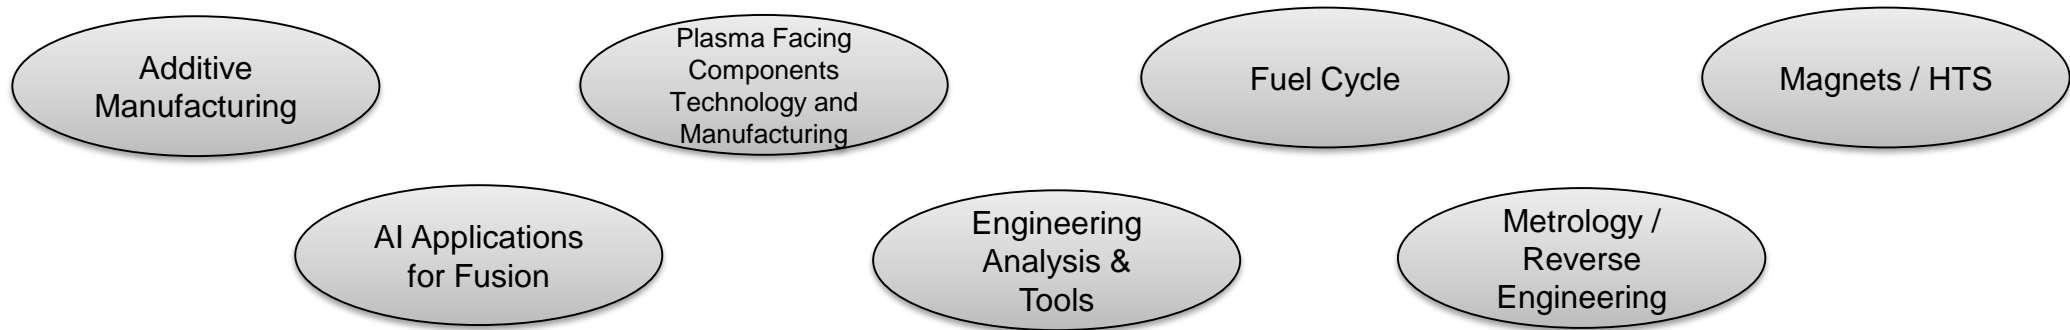 Additive
Manufacturing
Plasma Facing
Components
Technology and
Manufacturing
Fuel Cycle
Magnets / HTS
AI Applications
for Fusion
Engineering
Analysis &
Tools
Metrology /
Reverse
Engineering